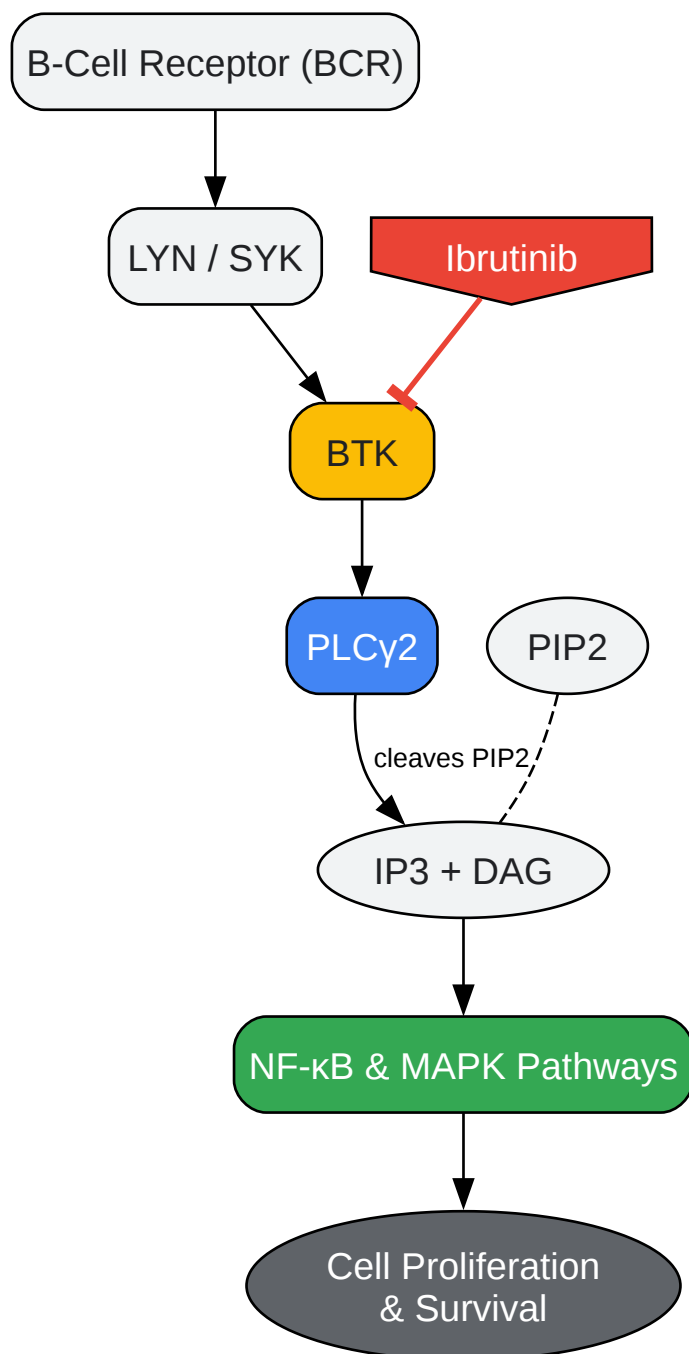 B-Cell Receptor (BCR)
LYN / SYK
Ibrutinib
BTK
PLCγ2
PIP2
cleaves PIP2
IP3 + DAG
NF-κB & MAPK Pathways
Cell Proliferation
& Survival